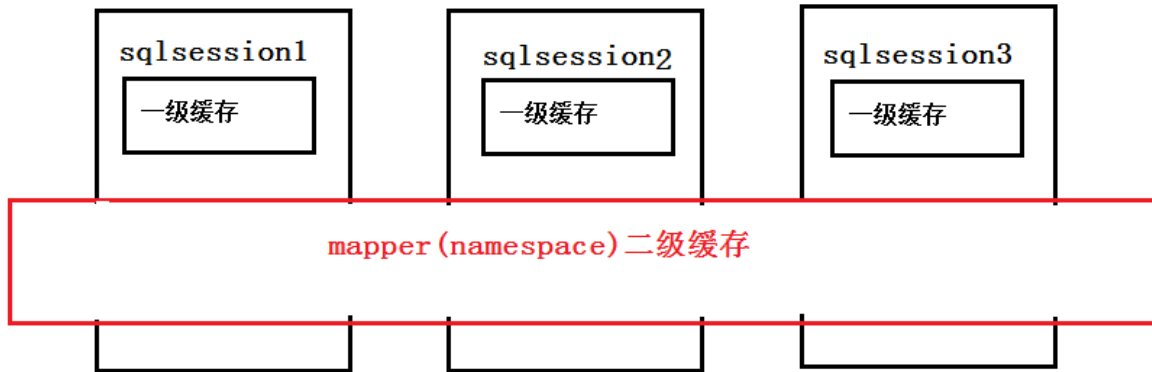 sqlsession1
一级缓存
sqlsession2
一级缓存
sqlsession3
一级缓存
mapper(namespace)二级缓存